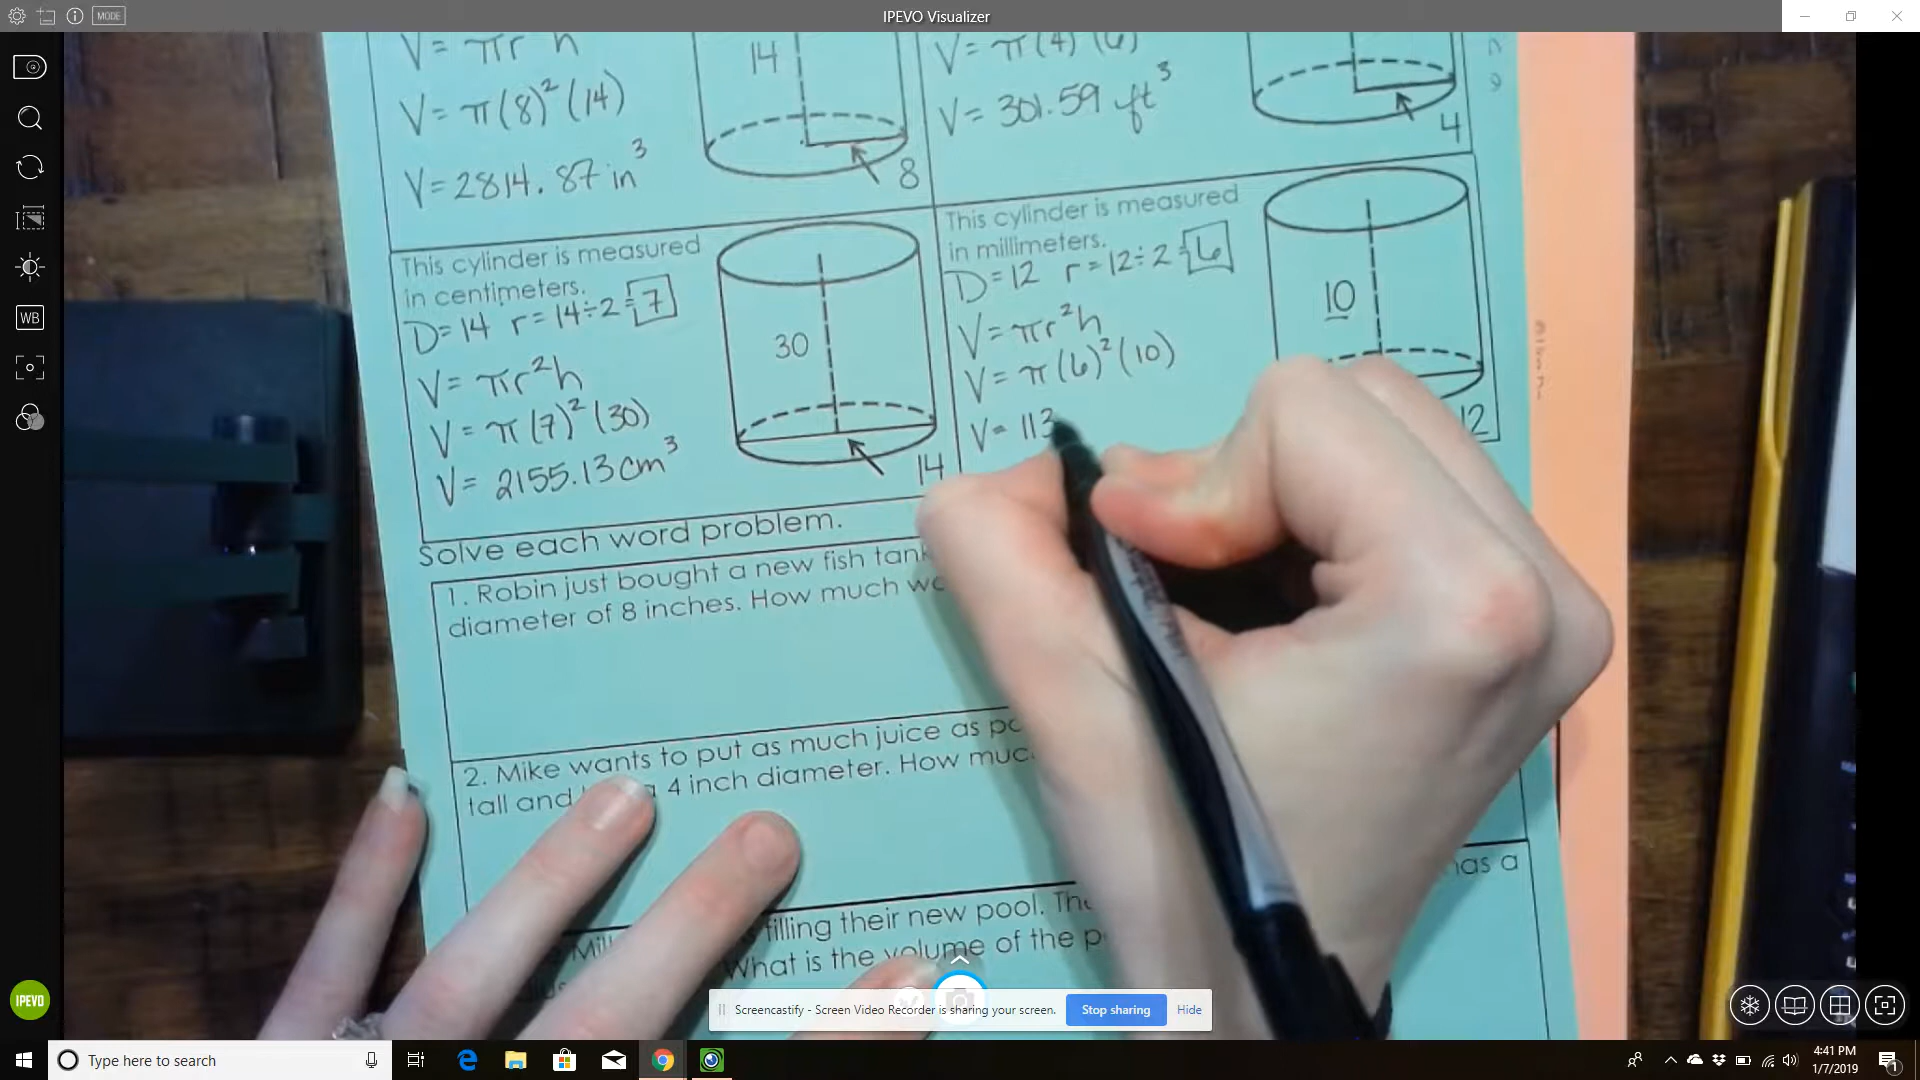 IPEVO Visualizer
MODE
WB
V = πr h
V = π(8)²(14)
V = 2814.87 in³
14
8
V = π(4) (6)
V = 301.59 ft³
4
This cylinder is measured
in centimeters.
D = 14 r = 14÷2 = 7
V = πr²h
V = π(7)²(30)
V = 2155.13 cm³
30
14
This cylinder is measured
in millimeters.
D = 12 r = 12÷2 = 6
V = πr²h
V = π(6)²(10)
V = 113
10
12
Solve each word problem.
1. Robin just bought a new fish tank
diameter of 8 inches. How much
2. Mike wants to put as much juice as
tall and 4 inch diameter. How much
has a
filling their new pool.
What is the volume of the
IPEVO
Screencastify - Screen Video Recorder is sharing your screen.
Stop sharing
Hide
Type here to search
4:41 PM
1/7/2019
1